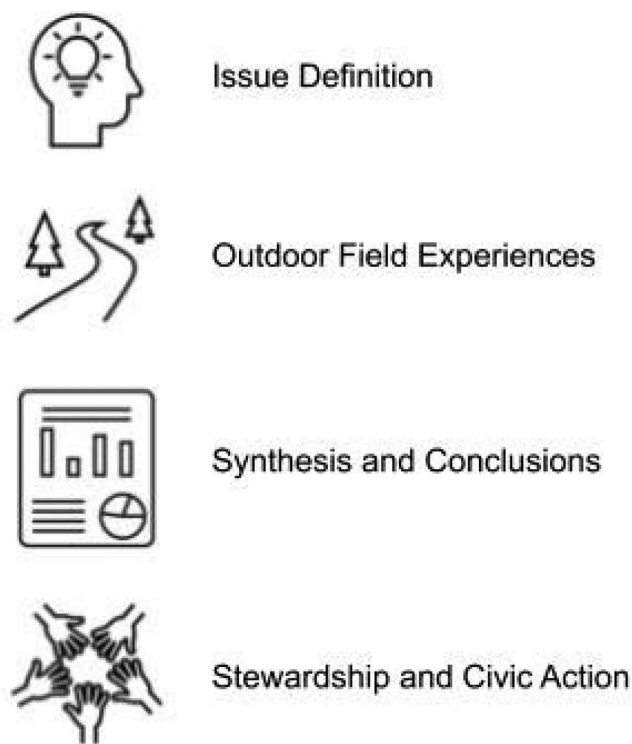 Issue Definition
Outdoor Field Experiences
Synthesis and Conclusions
Stewardship and Civic Action